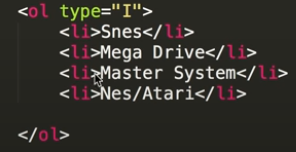 <ol type="I">
<li>Snes</li>
<li>Mega Drive</li>
<li>Master System</li>
<li>Nes/Atari</li>
</ol>